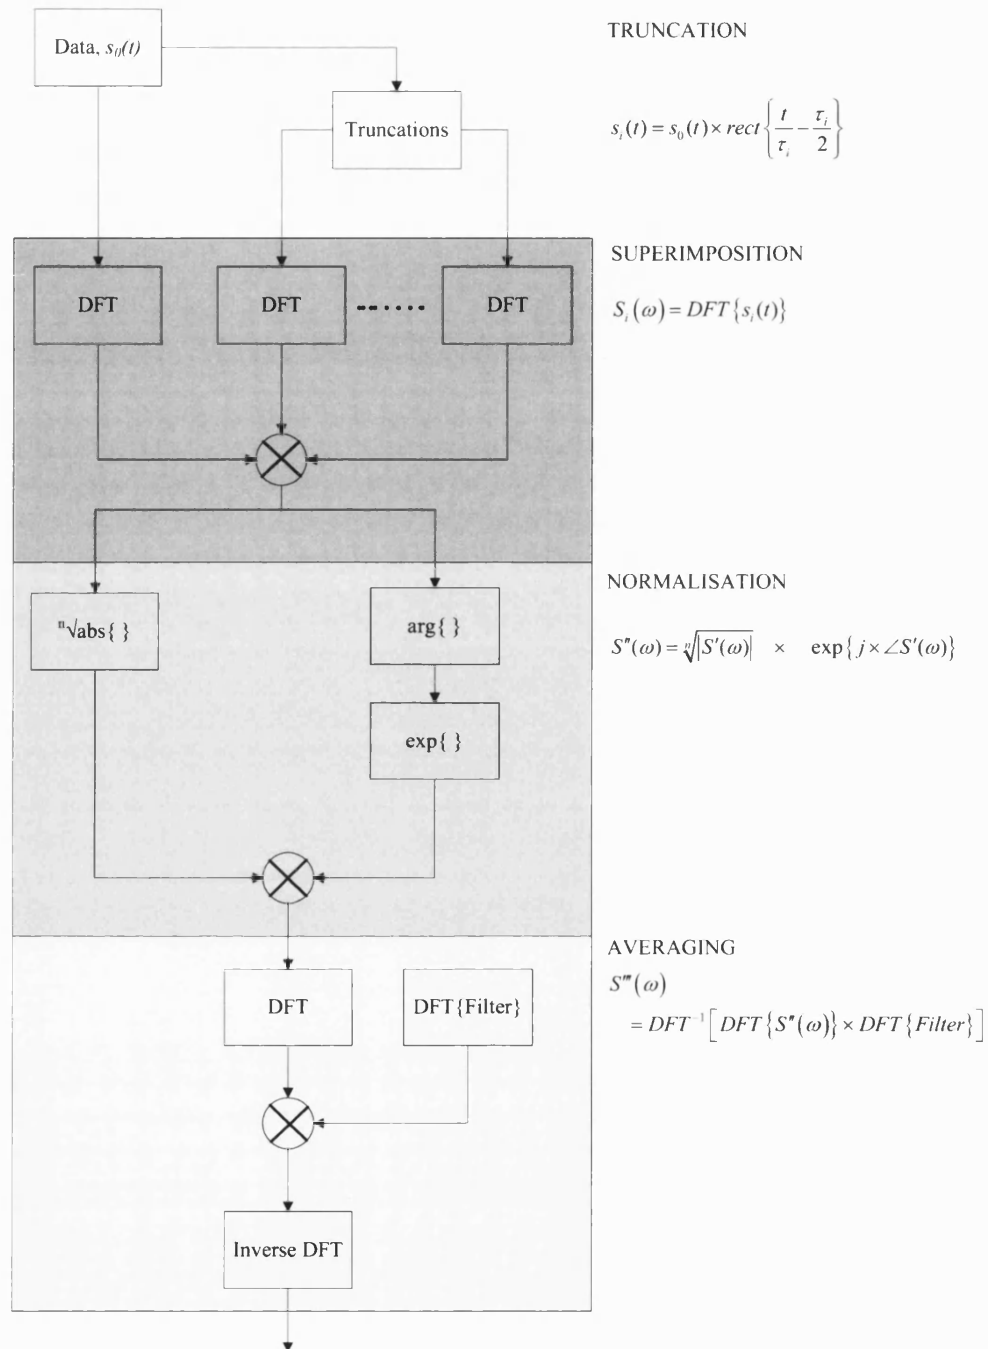 Data, s₀(t)
TRUNCATION
Truncations
sᵢ(t) = s₀(t) × rect { t/τᵢ − τᵢ/2 }
SUPERIMPOSITION
DFT
DFT
DFT
Sᵢ(ω) = DFT{sᵢ(t)}
NORMALISATION
ⁿ√abs{ }
arg{ }
S″(ω) = ⁿ√|S′(ω)| × exp{j × ∠S′(ω)}
exp{ }
AVERAGING
S‴(ω)
= DFT⁻¹[DFT{S″(ω)} × DFT{Filter}]
DFT
DFT{Filter}
Inverse DFT